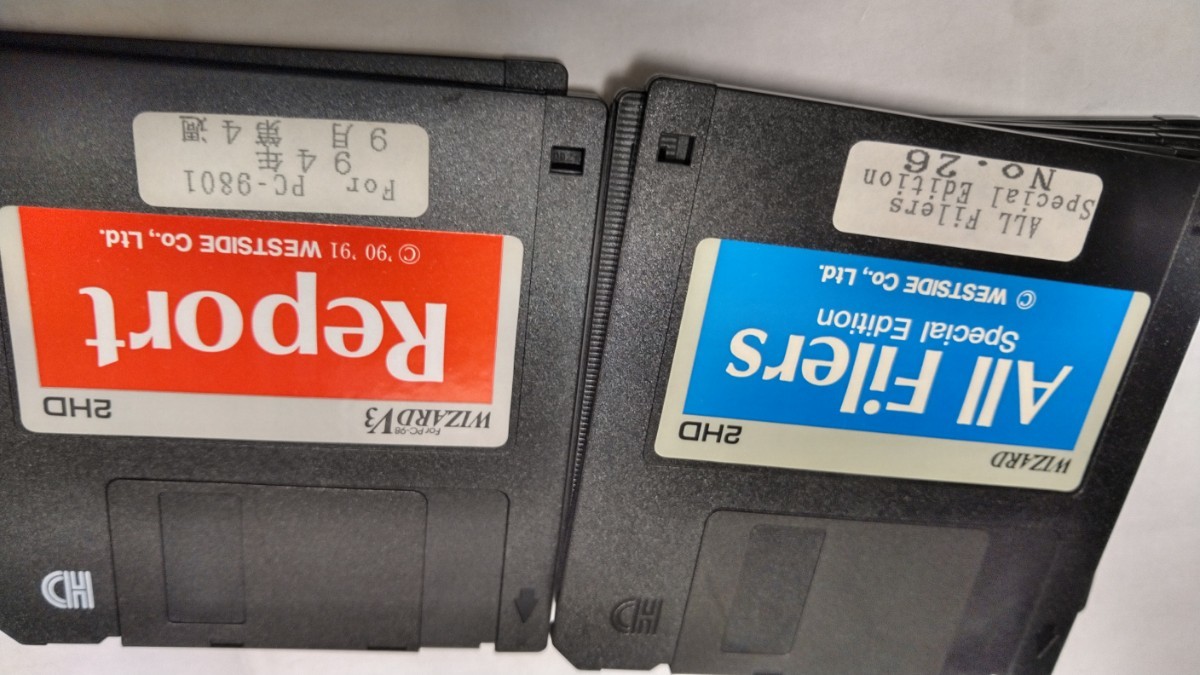 HD
For PC-98
WIZARD V3
2HD
Report
© '90 '91 WESTSIDE Co., Ltd.
For PC-9801
94年
9月 第4週
HD
WIZARD
2HD
All Filers
Special Edition
© WESTSIDE Co., Ltd.
ALL Filers
Special Edition
No.26